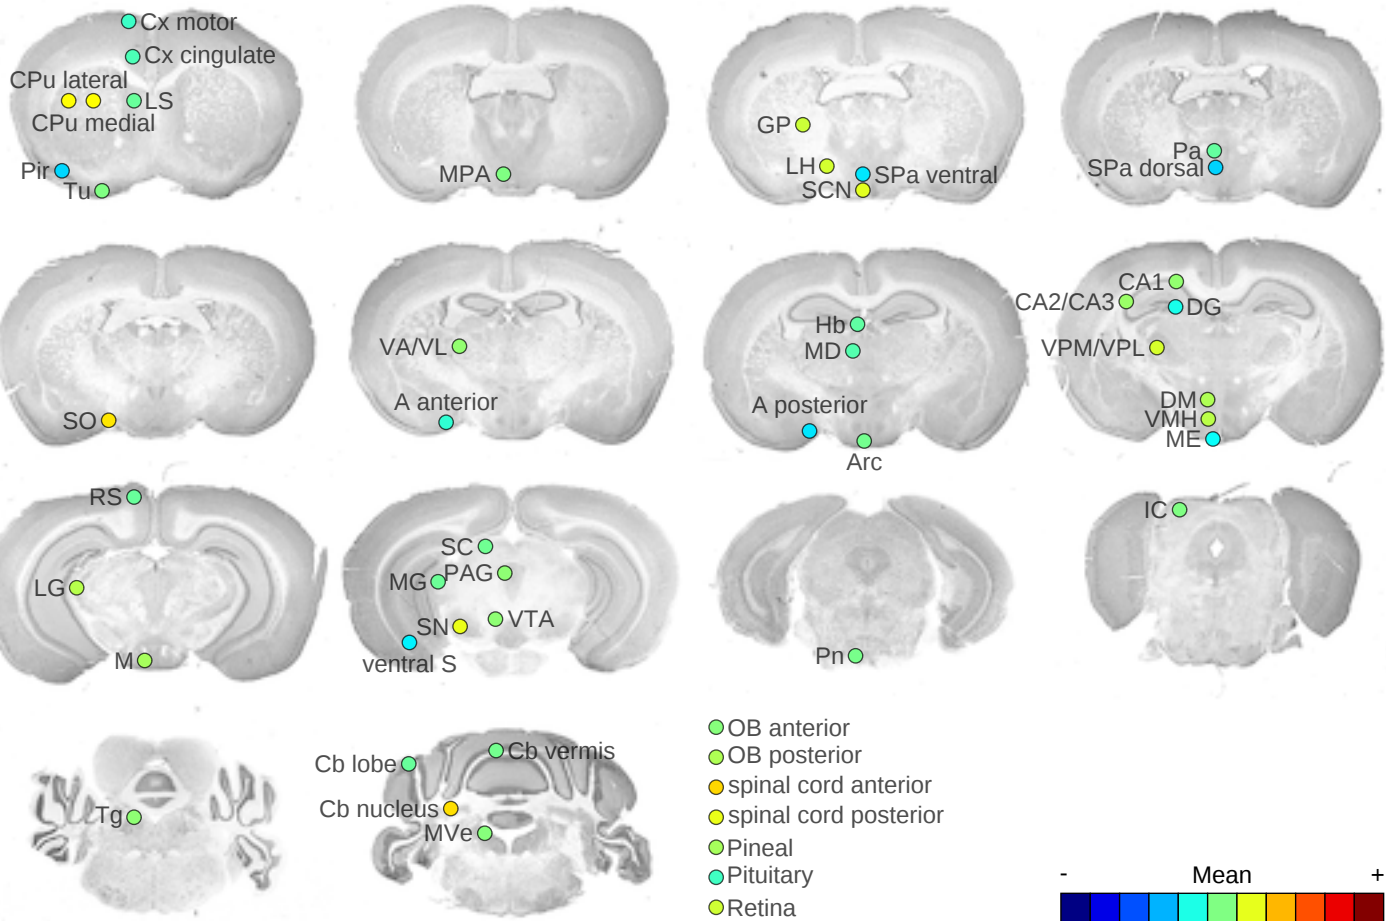 Cx motor
Cx cingulate
CPu lateral
LS
CPu medial
Pir
Tu
MPA
GP
LH
SPa ventral
SCN
Pa
SPa dorsal
SO
VA/VL
A anterior
Hb
MD
A posterior
Arc
CA1
CA2/CA3
DG
VPM/VPL
DM
VMH
ME
RS
LG
M
SC
MG
PAG
SN
VTA
ventral S
Pn
IC
Tg
Cb lobe
Cb vermis
Cb nucleus
MVe
OB anterior
OB posterior
spinal cord anterior
spinal cord posterior
Pineal
Pituitary
Retina
- Mean +